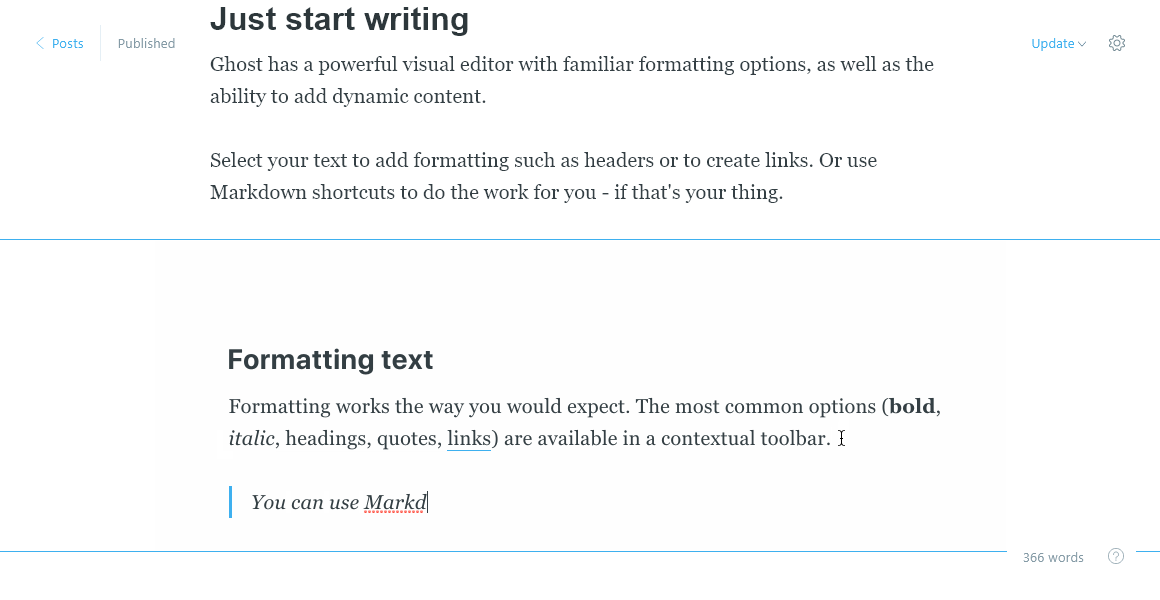 Just start writing
Posts
Published
Update
Ghost has a powerful visual editor with familiar formatting options, as well as the
ability to add dynamic content.
Select your text to add formatting such as headers or to create links. Or use
Markdown shortcuts to do the work for you - if that's your thing.
Formatting text
Formatting works the way you would expect. The most common options (bold,
italic, headings, quotes, links) are available in a contextual toolbar.
You can use Markd
366 words
?